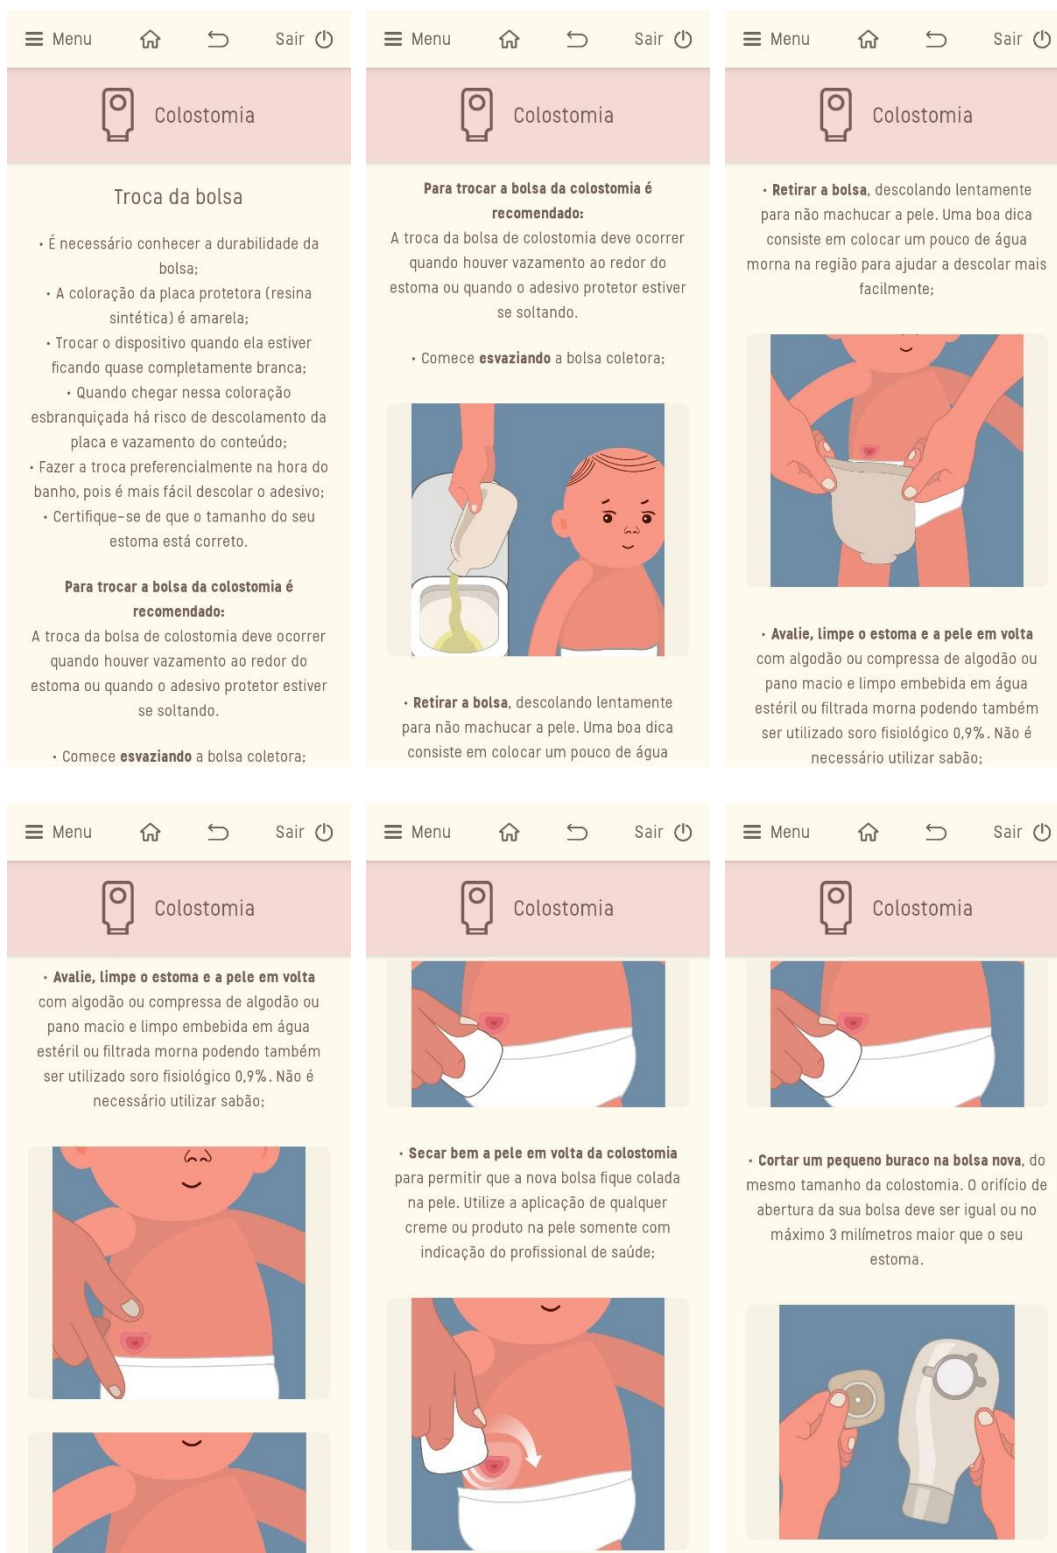 Menu Sair
Colostomia
Troca da bolsa
• É necessário conhecer a durabilidade da
bolsa;
• A coloração da placa protetora (resina
sintética) é amarela;
• Trocar o dispositivo quando ela estiver
ficando quase completamente branca;
• Quando chegar nessa coloração
esbranquiçada há risco de descolamento da
placa e vazamento do conteúdo;
• Fazer a troca preferencialmente na hora do
banho, pois é mais fácil descolar o adesivo;
• Certifique-se de que o tamanho do seu
estoma está correto.
Para trocar a bolsa da colostomia é
recomendado:
A troca da bolsa de colostomia deve ocorrer
quando houver vazamento ao redor do
estoma ou quando o adesivo protetor estiver
se soltando.
• Comece esvaziando a bolsa coletora;
Menu Sair
Colostomia
Para trocar a bolsa da colostomia é
recomendado:
A troca da bolsa de colostomia deve ocorrer
quando houver vazamento ao redor do
estoma ou quando o adesivo protetor estiver
se soltando.
• Comece esvaziando a bolsa coletora;
• Retirar a bolsa, descolando lentamente
para não machucar a pele. Uma boa dica
consiste em colocar um pouco de água
Menu Sair
Colostomia
• Retirar a bolsa, descolando lentamente
para não machucar a pele. Uma boa dica
consiste em colocar um pouco de água
morna na região para ajudar a descolar mais
facilmente;
• Avalie, limpe o estoma e a pele em volta
com algodão ou compressa de algodão ou
pano macio e limpo embebida em água
estéril ou filtrada morna podendo também
ser utilizado soro fisiológico 0,9%. Não é
necessário utilizar sabão;
Menu Sair
Colostomia
• Avalie, limpe o estoma e a pele em volta
com algodão ou compressa de algodão ou
pano macio e limpo embebida em água
estéril ou filtrada morna podendo também
ser utilizado soro fisiológico 0,9%. Não é
necessário utilizar sabão;
Menu Sair
Colostomia
• Secar bem a pele em volta da colostomia
para permitir que a nova bolsa fique colada
na pele. Utilize a aplicação de qualquer
creme ou produto na pele somente com
indicação do profissional de saúde;
Menu Sair
Colostomia
• Cortar um pequeno buraco na bolsa nova, do
mesmo tamanho da colostomia. O orifício de
abertura da sua bolsa deve ser igual ou no
máximo 3 milímetros maior que o seu
estoma.